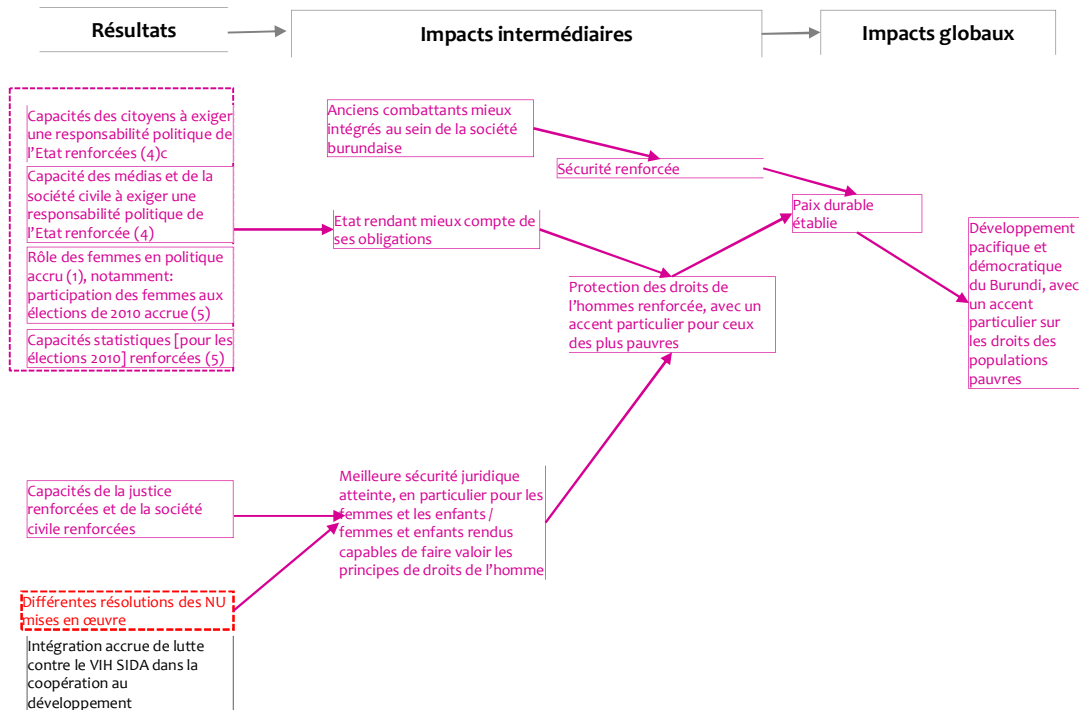 Résultats
Impacts intermédiaires
Impacts globaux
Capacités des citoyens à exiger
une responsabilité politique de
l'Etat renforcées (4)c
Capacité des médias et de la
société civile à exiger une
responsabilité politique de
l'Etat renforcée (4)
Rôle des femmes en politique
accru (1), notamment:
participation des femmes aux
élections de 2010 accrue (5)
Capacités statistiques [pour les
élections 2010] renforcées (5)
Capacités de la justice
renforcées et de la société
civile renforcées
Différentes résolutions des NU
mises en œuvre
Intégration accrue de lutte
contre le VIH SIDA dans la
coopération au
développement
Anciens combattants mieux
intégrés au sein de la société
burundaise
Sécurité renforcée
Etat rendant mieux compte de
ses obligations
Protection des droits de
l'hommes renforcée, avec un
accent particulier pour ceux
des plus pauvres
Meilleure sécurité juridique
atteinte, en particulier pour les
femmes et les enfants /
femmes et enfants rendus
capables de faire valoir les
principes de droits de l'homme
Paix durable
établie
Développement
pacifique et
démocratique
du Burundi, avec
un accent
particulier sur
les droits des
populations
pauvres